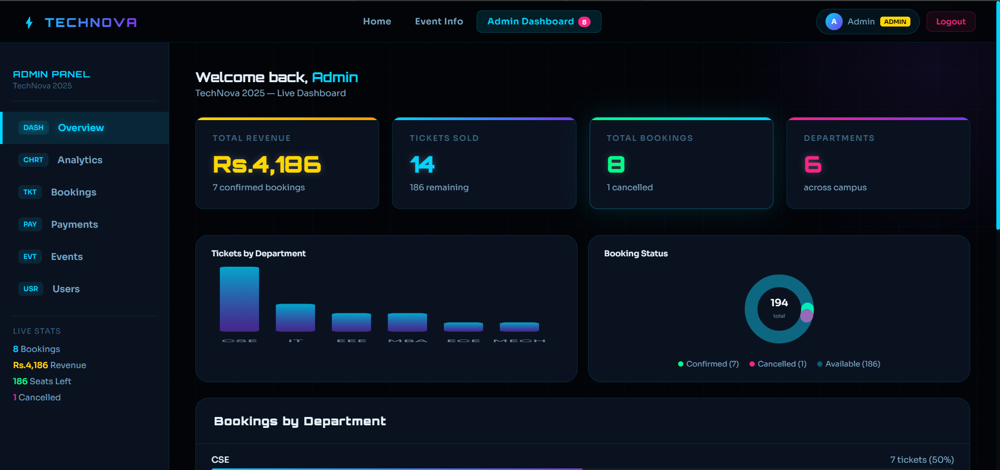 TECHNOVA
Home
Event Info
Admin Dashboard 8
A Admin ADMIN
Logout
ADMIN PANEL
TechNova 2025
DASH Overview
CHRT Analytics
TKT Bookings
PAY Payments
EVT Events
USR Users
LIVE STATS
8 Bookings
Rs.4,186 Revenue
186 Seats Left
1 Cancelled
Welcome back, Admin
TechNova 2025 — Live Dashboard
TOTAL REVENUE
Rs.4,186
7 confirmed bookings
TICKETS SOLD
14
186 remaining
TOTAL BOOKINGS
8
1 cancelled
DEPARTMENTS
6
across campus
Tickets by Department
CSE IT EEE MBA ECE MECH
Booking Status
194
total
Confirmed (7) Cancelled (1) Available (186)
Bookings by Department
CSE 7 tickets (50%)